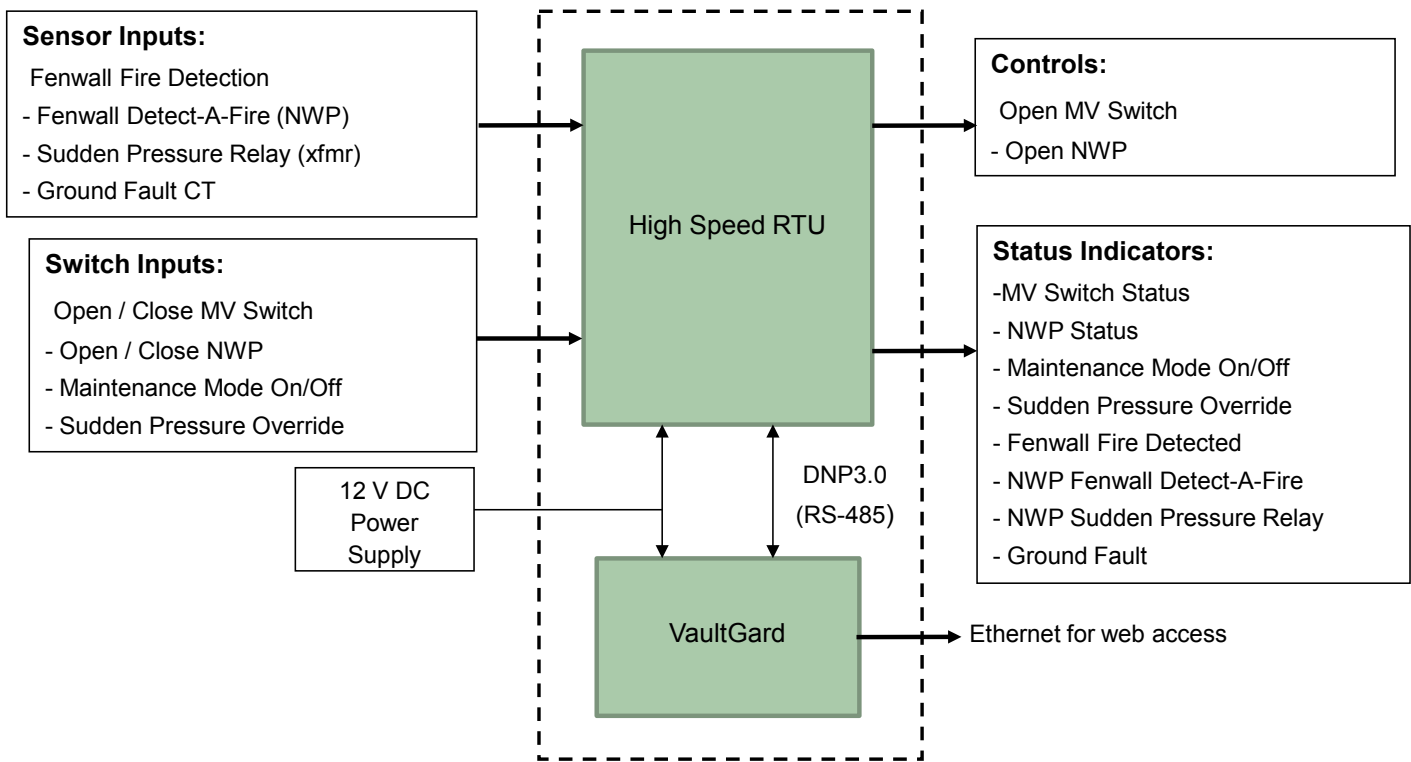 Sensor Inputs:
Fenwall Fire Detection
- Fenwall Detect-A-Fire (NWP)
- Sudden Pressure Relay (xfmr)
- Ground Fault CT
Switch Inputs:
Open / Close MV Switch
- Open / Close NWP
- Maintenance Mode On/Off
- Sudden Pressure Override
12 V DC
Power
Supply
High Speed RTU
DNP3.0
(RS-485)
VaultGard
Controls:
Open MV Switch
- Open NWP
Status Indicators:
-MV Switch Status
- NWP Status
- Maintenance Mode On/Off
- Sudden Pressure Override
- Fenwall Fire Detected
- NWP Fenwall Detect-A-Fire
- NWP Sudden Pressure Relay
- Ground Fault
Ethernet for web access